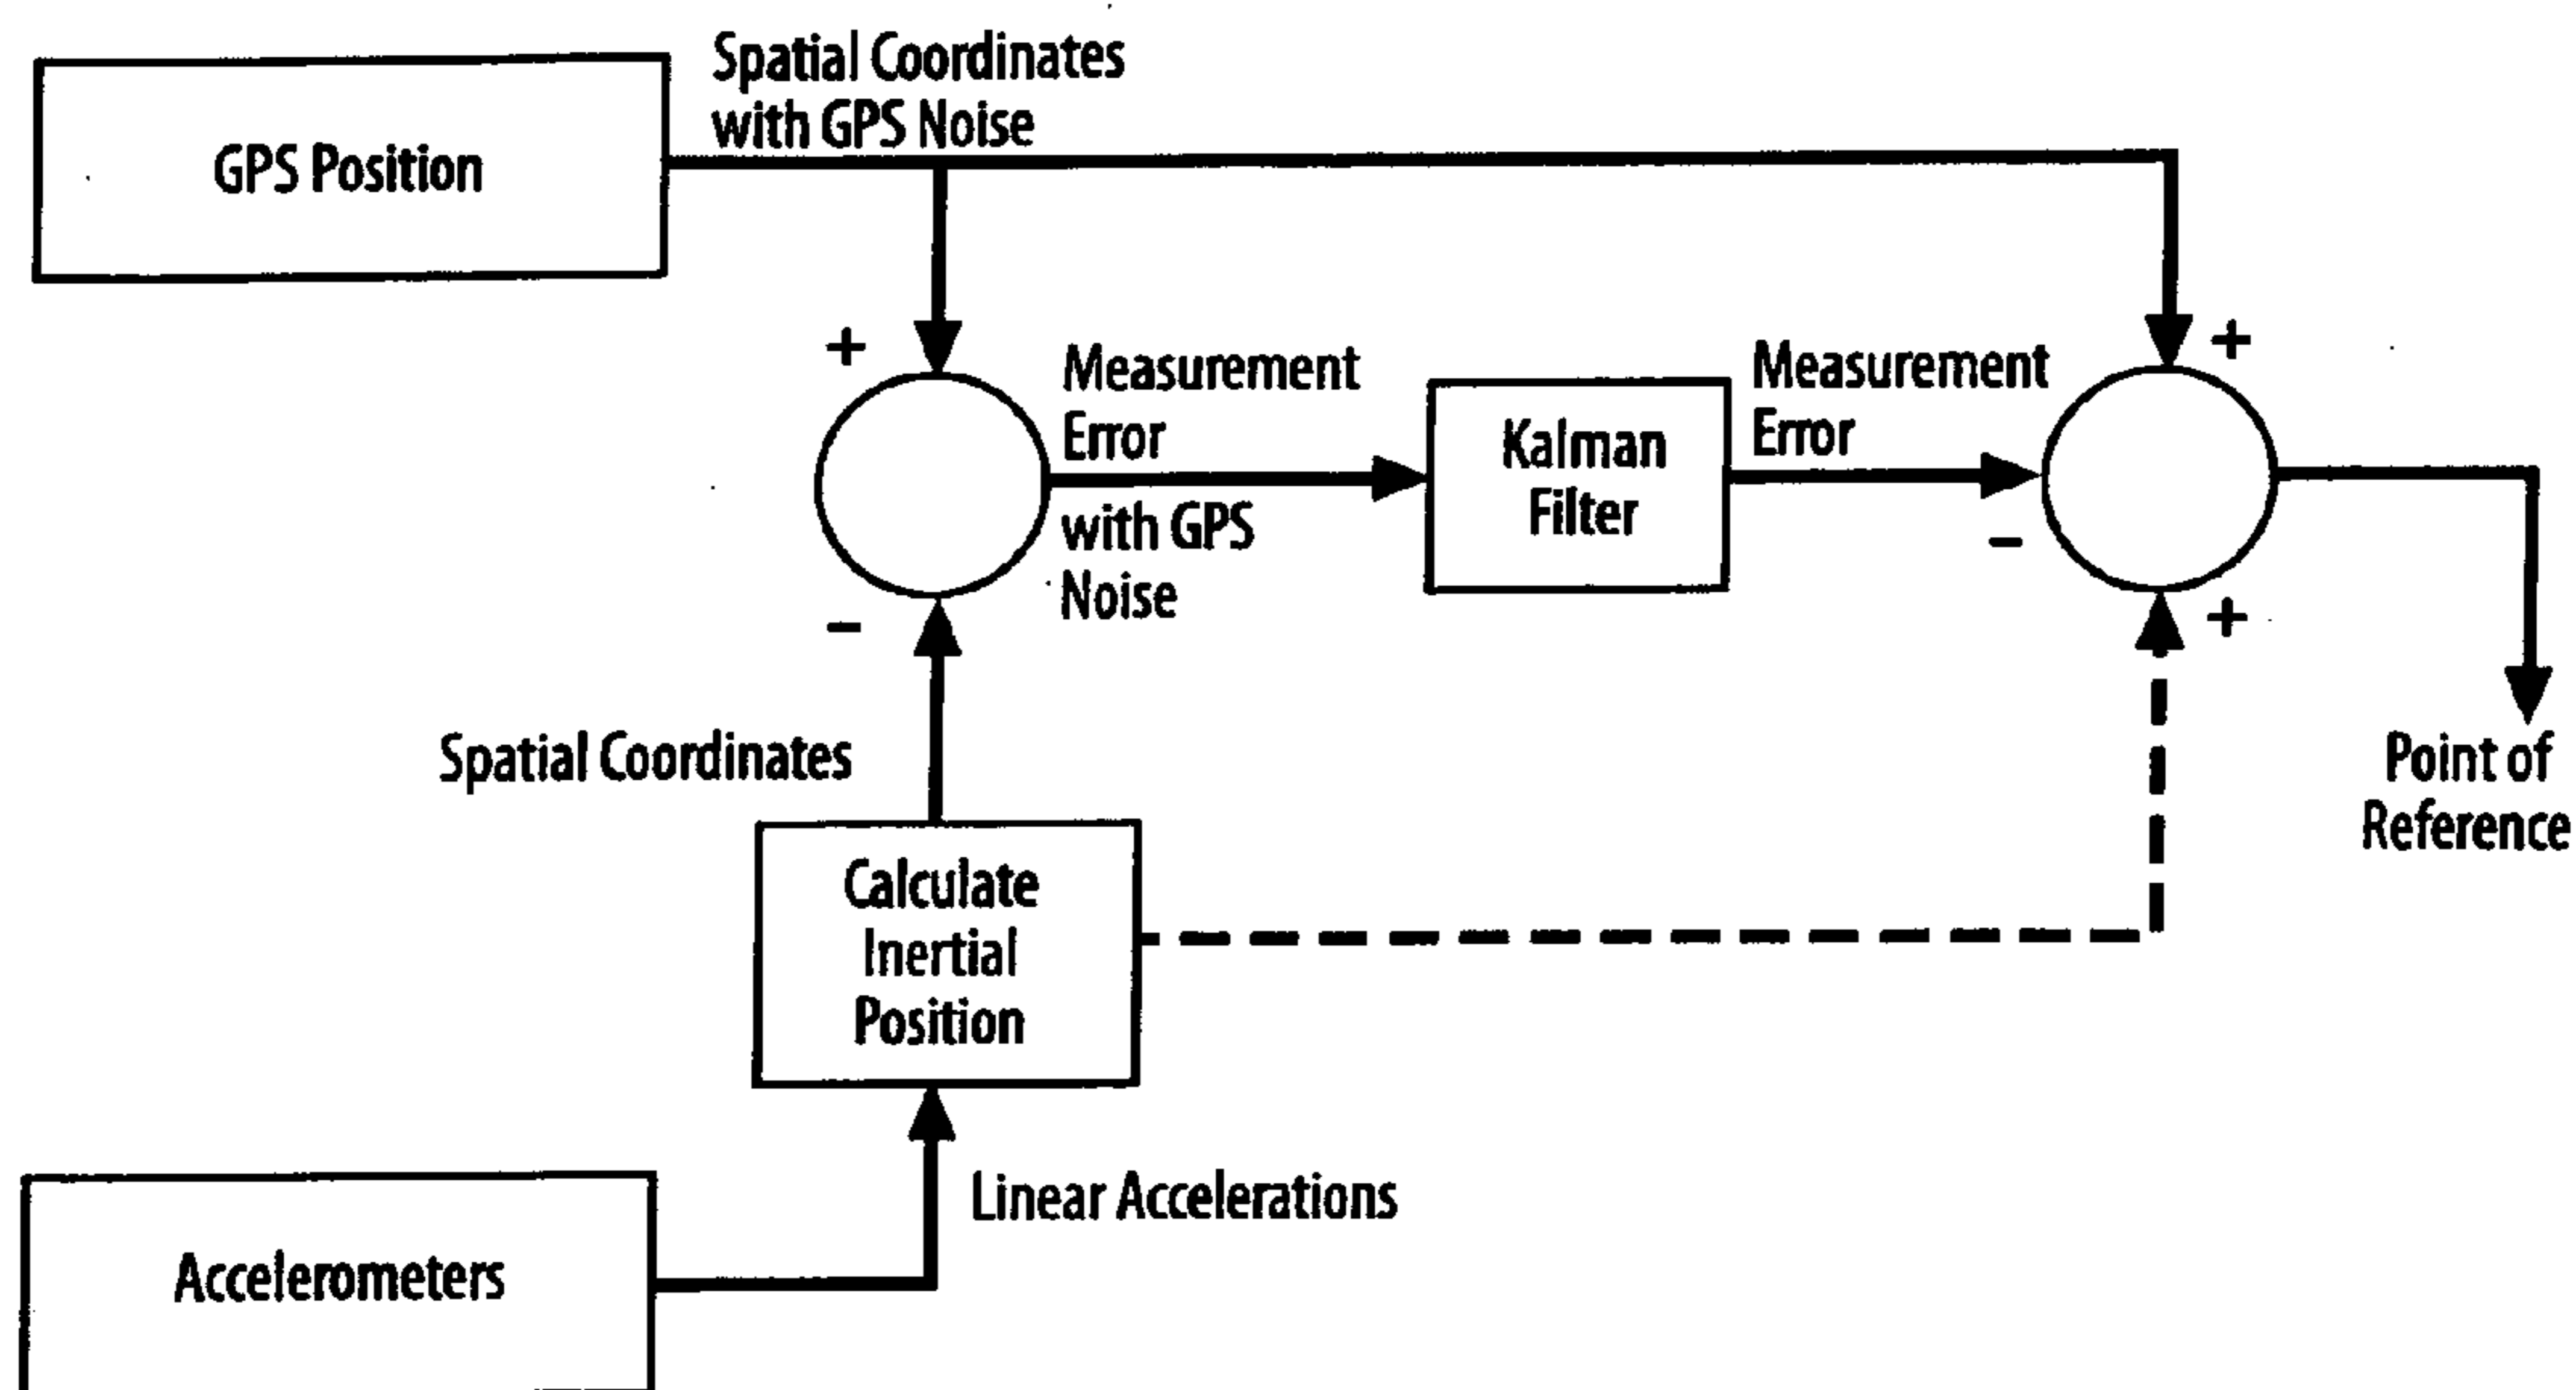 Spatial Coordinates
with GPS Noise
GPS Position
+
+
Measurement
Error
with GPS
Noise
Kalman
Filter
Measurement
Error
-
-
+
Spatial Coordinates
Point of
Reference
Calculate
Inertial
Position
Linear Accelerations
Accelerometers